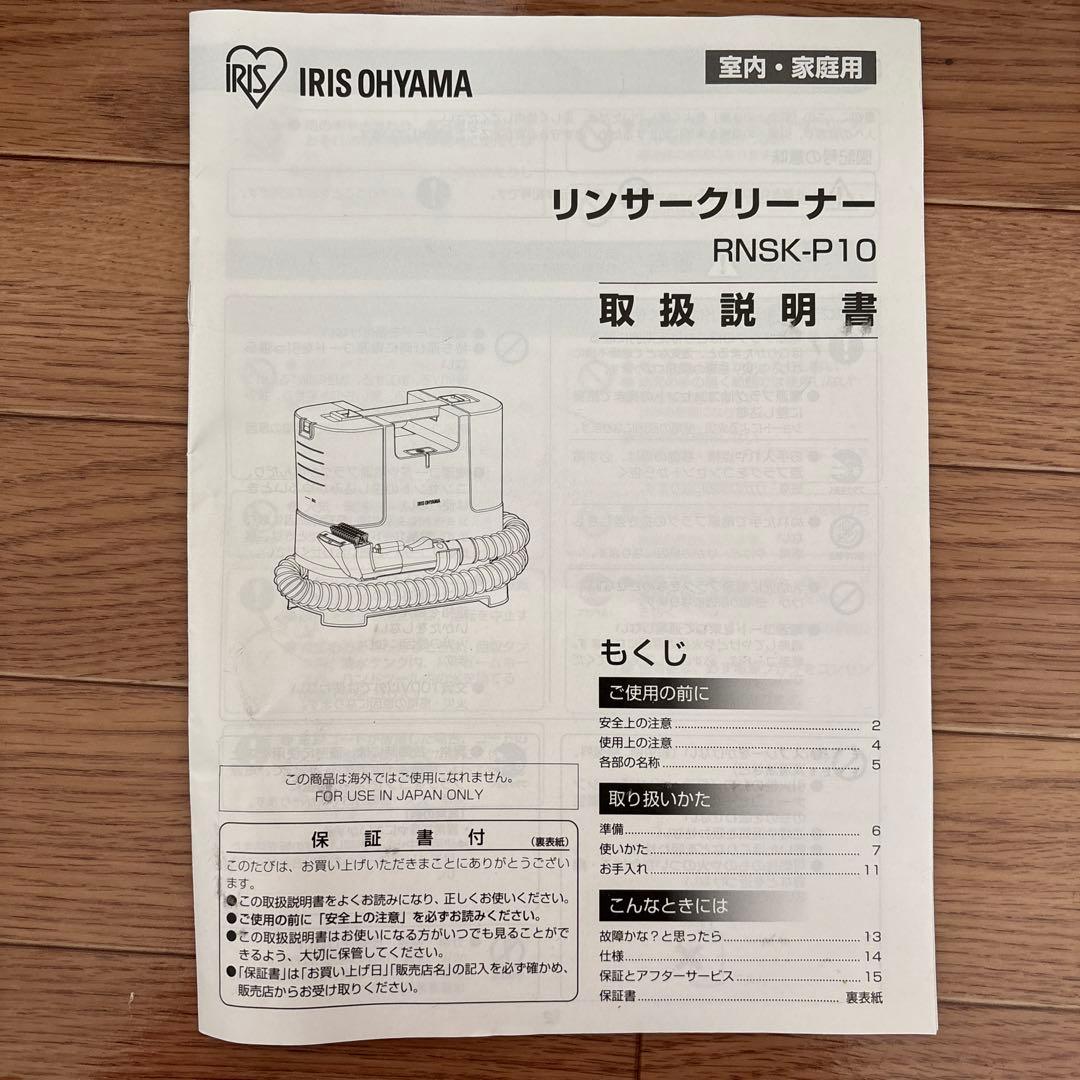 IRIS
IRIS OHYAMA
室内・家庭用
リンサークリーナー
RNSK-P10
取扱説明書
IRIS OHYAMA
もくじ
ご使用の前に
安全上の注意 2
使用上の注意 4
各部の名称 5
取り扱いかた
準備 6
使いかた 7
お手入れ 11
こんなときには
故障かな？と思ったら 13
仕様 14
保証とアフターサービス 15
保証書 裏表紙
この商品は海外ではご使用になれません。
FOR USE IN JAPAN ONLY
保証書付 （裏表紙）
このたびは、お買い上げいただきまことにありがとうござい
ます。
●この取扱説明書をよくお読みになり、正しくお使いください。
●ご使用の前に「安全上の注意」を必ずお読みください。
●この取扱説明書はお使いになる方がいつでも見ることがで
きるよう、大切に保管してください。
●「保証書」は「お買い上げ日」「販売店名」の記入を必ず確かめ、
販売店からお受け取りください。